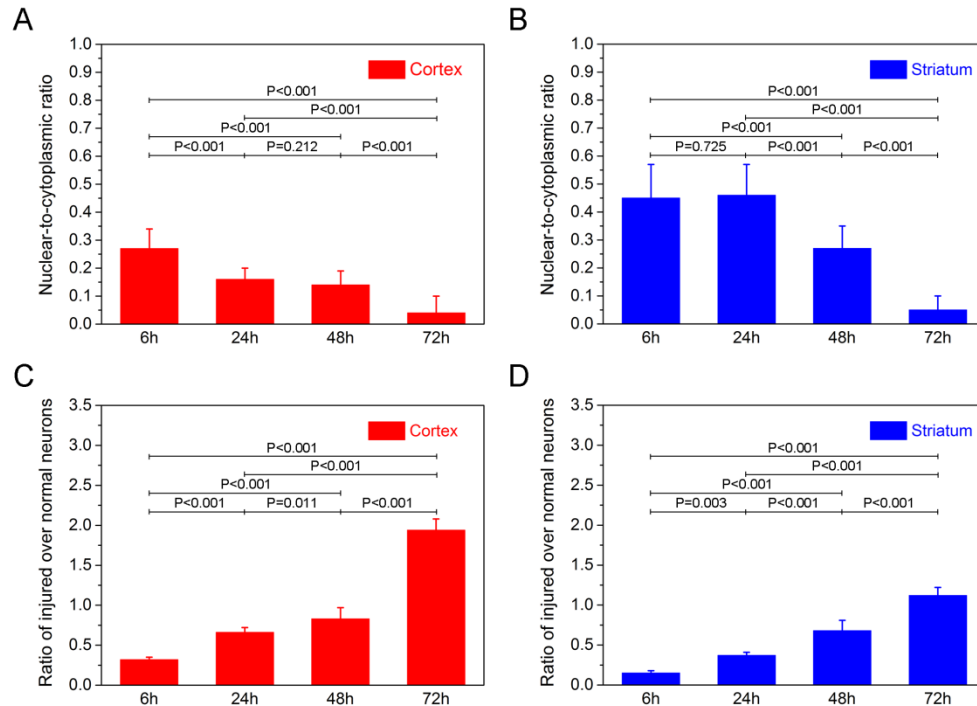 A
Nuclear-to-cytoplasmic ratio
1.0
0.9
0.8
0.7
0.6
0.5
0.4
0.3
0.2
0.1
0.0
Cortex
P<0.001
P<0.001
P<0.001
P<0.001 P=0.212 P<0.001
6h 24h 48h 72h
B
Nuclear-to-cytoplasmic ratio
1.0
0.9
0.8
0.7
0.6
0.5
0.4
0.3
0.2
0.1
0.0
Striatum
P<0.001
P<0.001
P<0.001
P=0.725 P<0.001 P<0.001
6h 24h 48h 72h
C
Ratio of injured over normal neurons
3.5
3.0
2.5
2.0
1.5
1.0
0.5
0.0
Cortex
P<0.001
P<0.001
P<0.001
P<0.001 P=0.011 P<0.001
6h 24h 48h 72h
D
Ratio of injured over normal neurons
3.5
3.0
2.5
2.0
1.5
1.0
0.5
0.0
Striatum
P<0.001
P<0.001
P<0.001
P=0.003 P<0.001 P<0.001
6h 24h 48h 72h